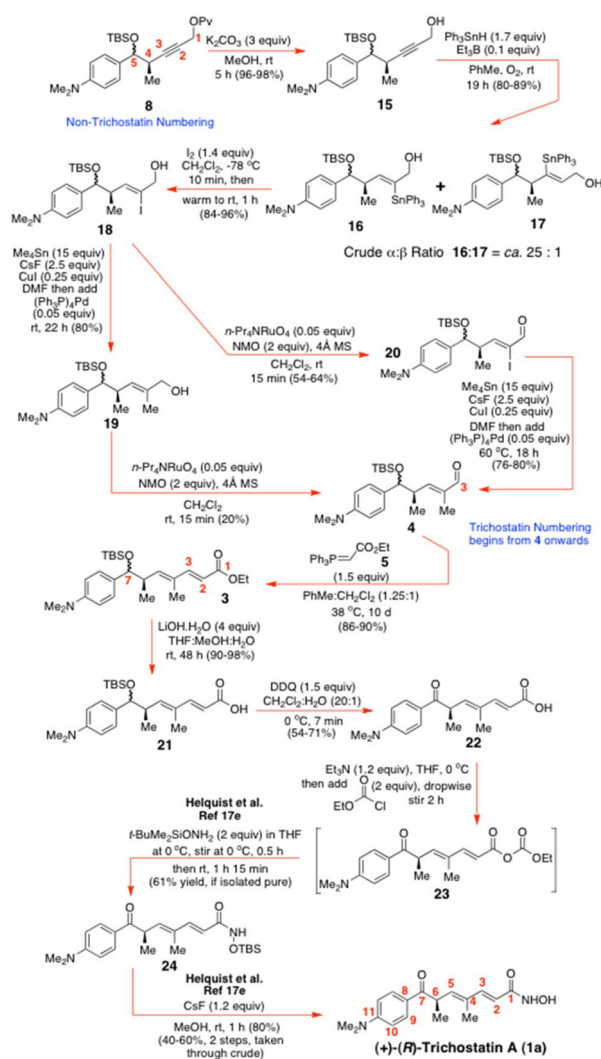 OPv
TBSO
1
K2CO3 (3 equiv)
MeOH, rt
5 h (96-98%)
3
4
2
5
Me
Me2N
8
Non-Trichostatin Numbering
OH
TBSO
Me
Me2N
15
Ph3SnH (1.7 equiv)
Et3B (0.1 equiv)
PhMe, O2, rt
19 h (80-89%)
TBSO
OH
Me
I
Me2N
18
I2 (1.4 equiv)
CH2Cl2, -78 °C
10 min, then
warm to rt, 1 h
(84-96%)
TBSO
OH
Me
SnPh3
Me2N
16
+
TBSO
SnPh3
OH
Me
Me2N
17
Crude α:β Ratio 16:17 = ca. 25 : 1
Me4Sn (15 equiv)
CsF (2.5 equiv)
CuI (0.25 equiv)
DMF then add
(Ph3P)4Pd
(0.05 equiv)
rt, 22 h (80%)
n-Pr4NRuO4 (0.05 equiv)
NMO (2 equiv), 4Å MS
CH2Cl2, rt
15 min (54-64%)
20
TBSO
O
Me
I
Me2N
Me4Sn (15 equiv)
CsF (2.5 equiv)
CuI (0.25 equiv)
DMF then add
(Ph3P)4Pd (0.05 equiv)
60 °C, 18 h
(76-80%)
TBSO
OH
Me
Me
Me2N
19
n-Pr4NRuO4 (0.05 equiv)
NMO (2 equiv), 4Å MS
CH2Cl2
rt, 15 min (20%)
TBSO
O
3
Me
Me
Me2N
4
Trichostatin Numbering
begins from 4 onwards
CO2Et
Ph3P
5
(1.5 equiv)
PhMe:CH2Cl2 (1.25:1)
38 °C, 10 d
(86-90%)
TBSO
O
3
1
7
2
OEt
Me
Me
Me2N
3
LiOH.H2O (4 equiv)
THF:MeOH:H2O
rt, 48 h (90-98%)
TBSO
O
OH
Me
Me
Me2N
21
DDQ (1.5 equiv)
CH2Cl2:H2O (20:1)
0 °C, 7 min
(54-71%)
O
O
OH
Me
Me
Me2N
22
Et3N (1.2 equiv), THF, 0 °C
then add
O
(2 equiv), dropwise
EtO
Cl
stir 2 h
Helquist et al.
Ref 17e
t-BuMe2SiONH2 (2 equiv) in THF
at 0 °C, stir at 0 °C, 0.5 h
then rt, 1 h 15 min
(61% yield, if isolated pure)
O
O
O
O
OEt
Me
Me
Me2N
23
O
O
NH
OTBS
Me
Me
Me2N
24
Helquist et al.
Ref 17e
CsF (1.2 equiv)
MeOH, rt, 1 h (80%)
(40-60%, 2 steps, taken
through crude)
O
O
8
7
6
5
4
3
2
1
NHOH
11
9
10
Me
Me
Me2N
(+)-(R)-Trichostatin A (1a)